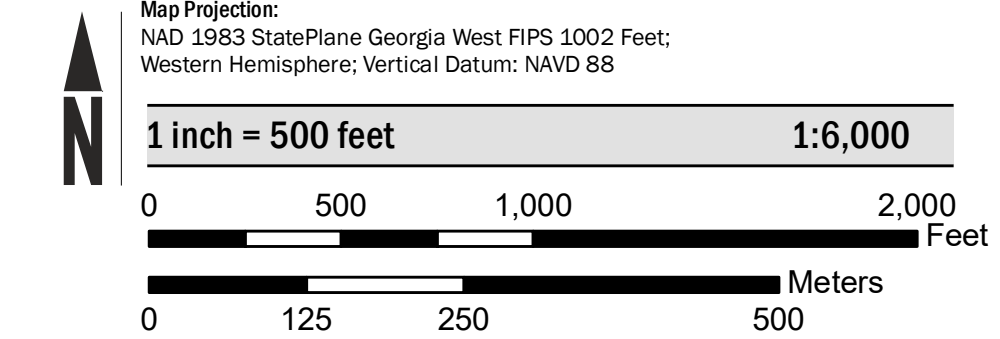 Map Projection:
NAD 1983 StatePlane Georgia West FIPS 1002 Feet;
Western Hemisphere; Vertical Datum: NAVD 88
N
1 inch = 500 feet 1:6,000
0 500 1,000 2,000
Feet
Meters
0 125 250 500